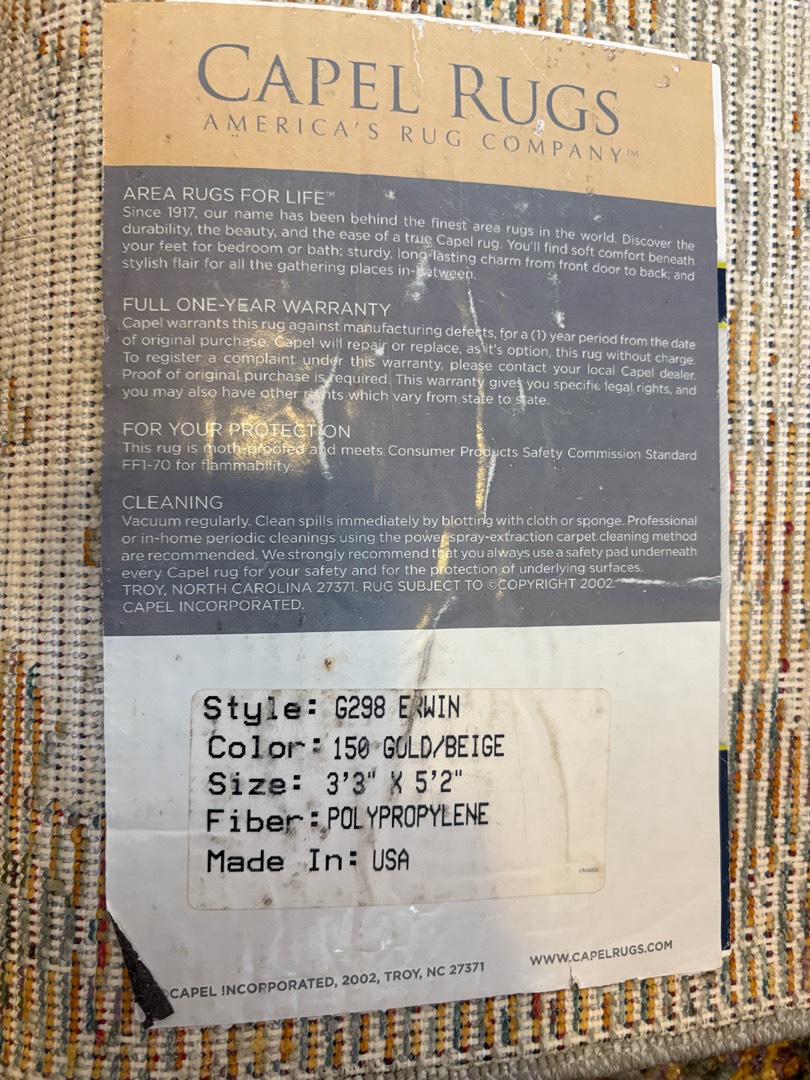 CAPEL RUGS
AMERICA'S RUG COMPANY™
AREA RUGS FOR LIFE™
Since 1917, our name has been behind the finest area rugs in the world. Discover the
durability, the beauty, and the ease of a true Capel rug. You'll find soft comfort beneath
your feet for bedroom or bath; sturdy, long-lasting charm from front door to back; and
stylish flair for all the gathering places in-between.
FULL ONE-YEAR WARRANTY
Capel warrants this rug against manufacturing defects, for a (1) year period from the date
of original purchase. Capel will repair or replace, as it's option, this rug without charge.
To register a complaint under this warranty, please contact your local Capel dealer.
Proof of original purchase is required. This warranty gives you specific legal rights, and
you may also have other rights which vary from state to state.
FOR YOUR PROTECTION
This rug is moth-proofed and meets Consumer Products Safety Commission Standard
FF1-70 for flammability.
CLEANING
Vacuum regularly. Clean spills immediately by blotting with cloth or sponge. Professional
or in-home periodic cleanings using the power spray-extraction carpet cleaning method
are recommended. We strongly recommend that you always use a safety pad underneath
every Capel rug for your safety and for the protection of underlying surfaces.
TROY, NORTH CAROLINA 27371. RUG SUBJECT TO ©COPYRIGHT 2002.
CAPEL INCORPORATED.
Style: G298 ERWIN
Color: 150 GOLD/BEIGE
Size: 3'3" X 5'2"
Fiber: POLYPROPYLENE
Made In: USA
©CAPEL INCORPORATED, 2002, TROY, NC 27371
WWW.CAPELRUGS.COM